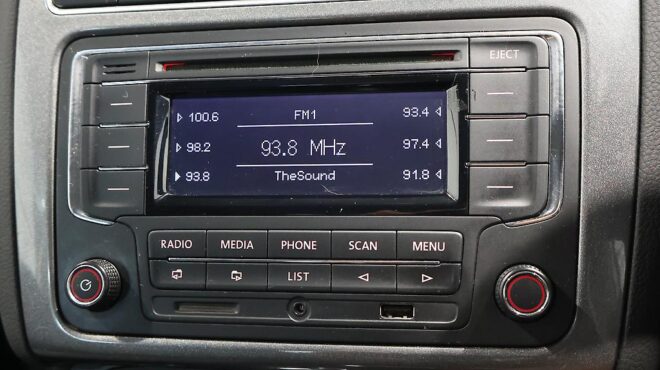 EJECT
100.6 FM1 93.4
98.2 93.8 MHz 97.4
93.8 TheSound 91.8
RADIO MEDIA PHONE SCAN MENU
LIST